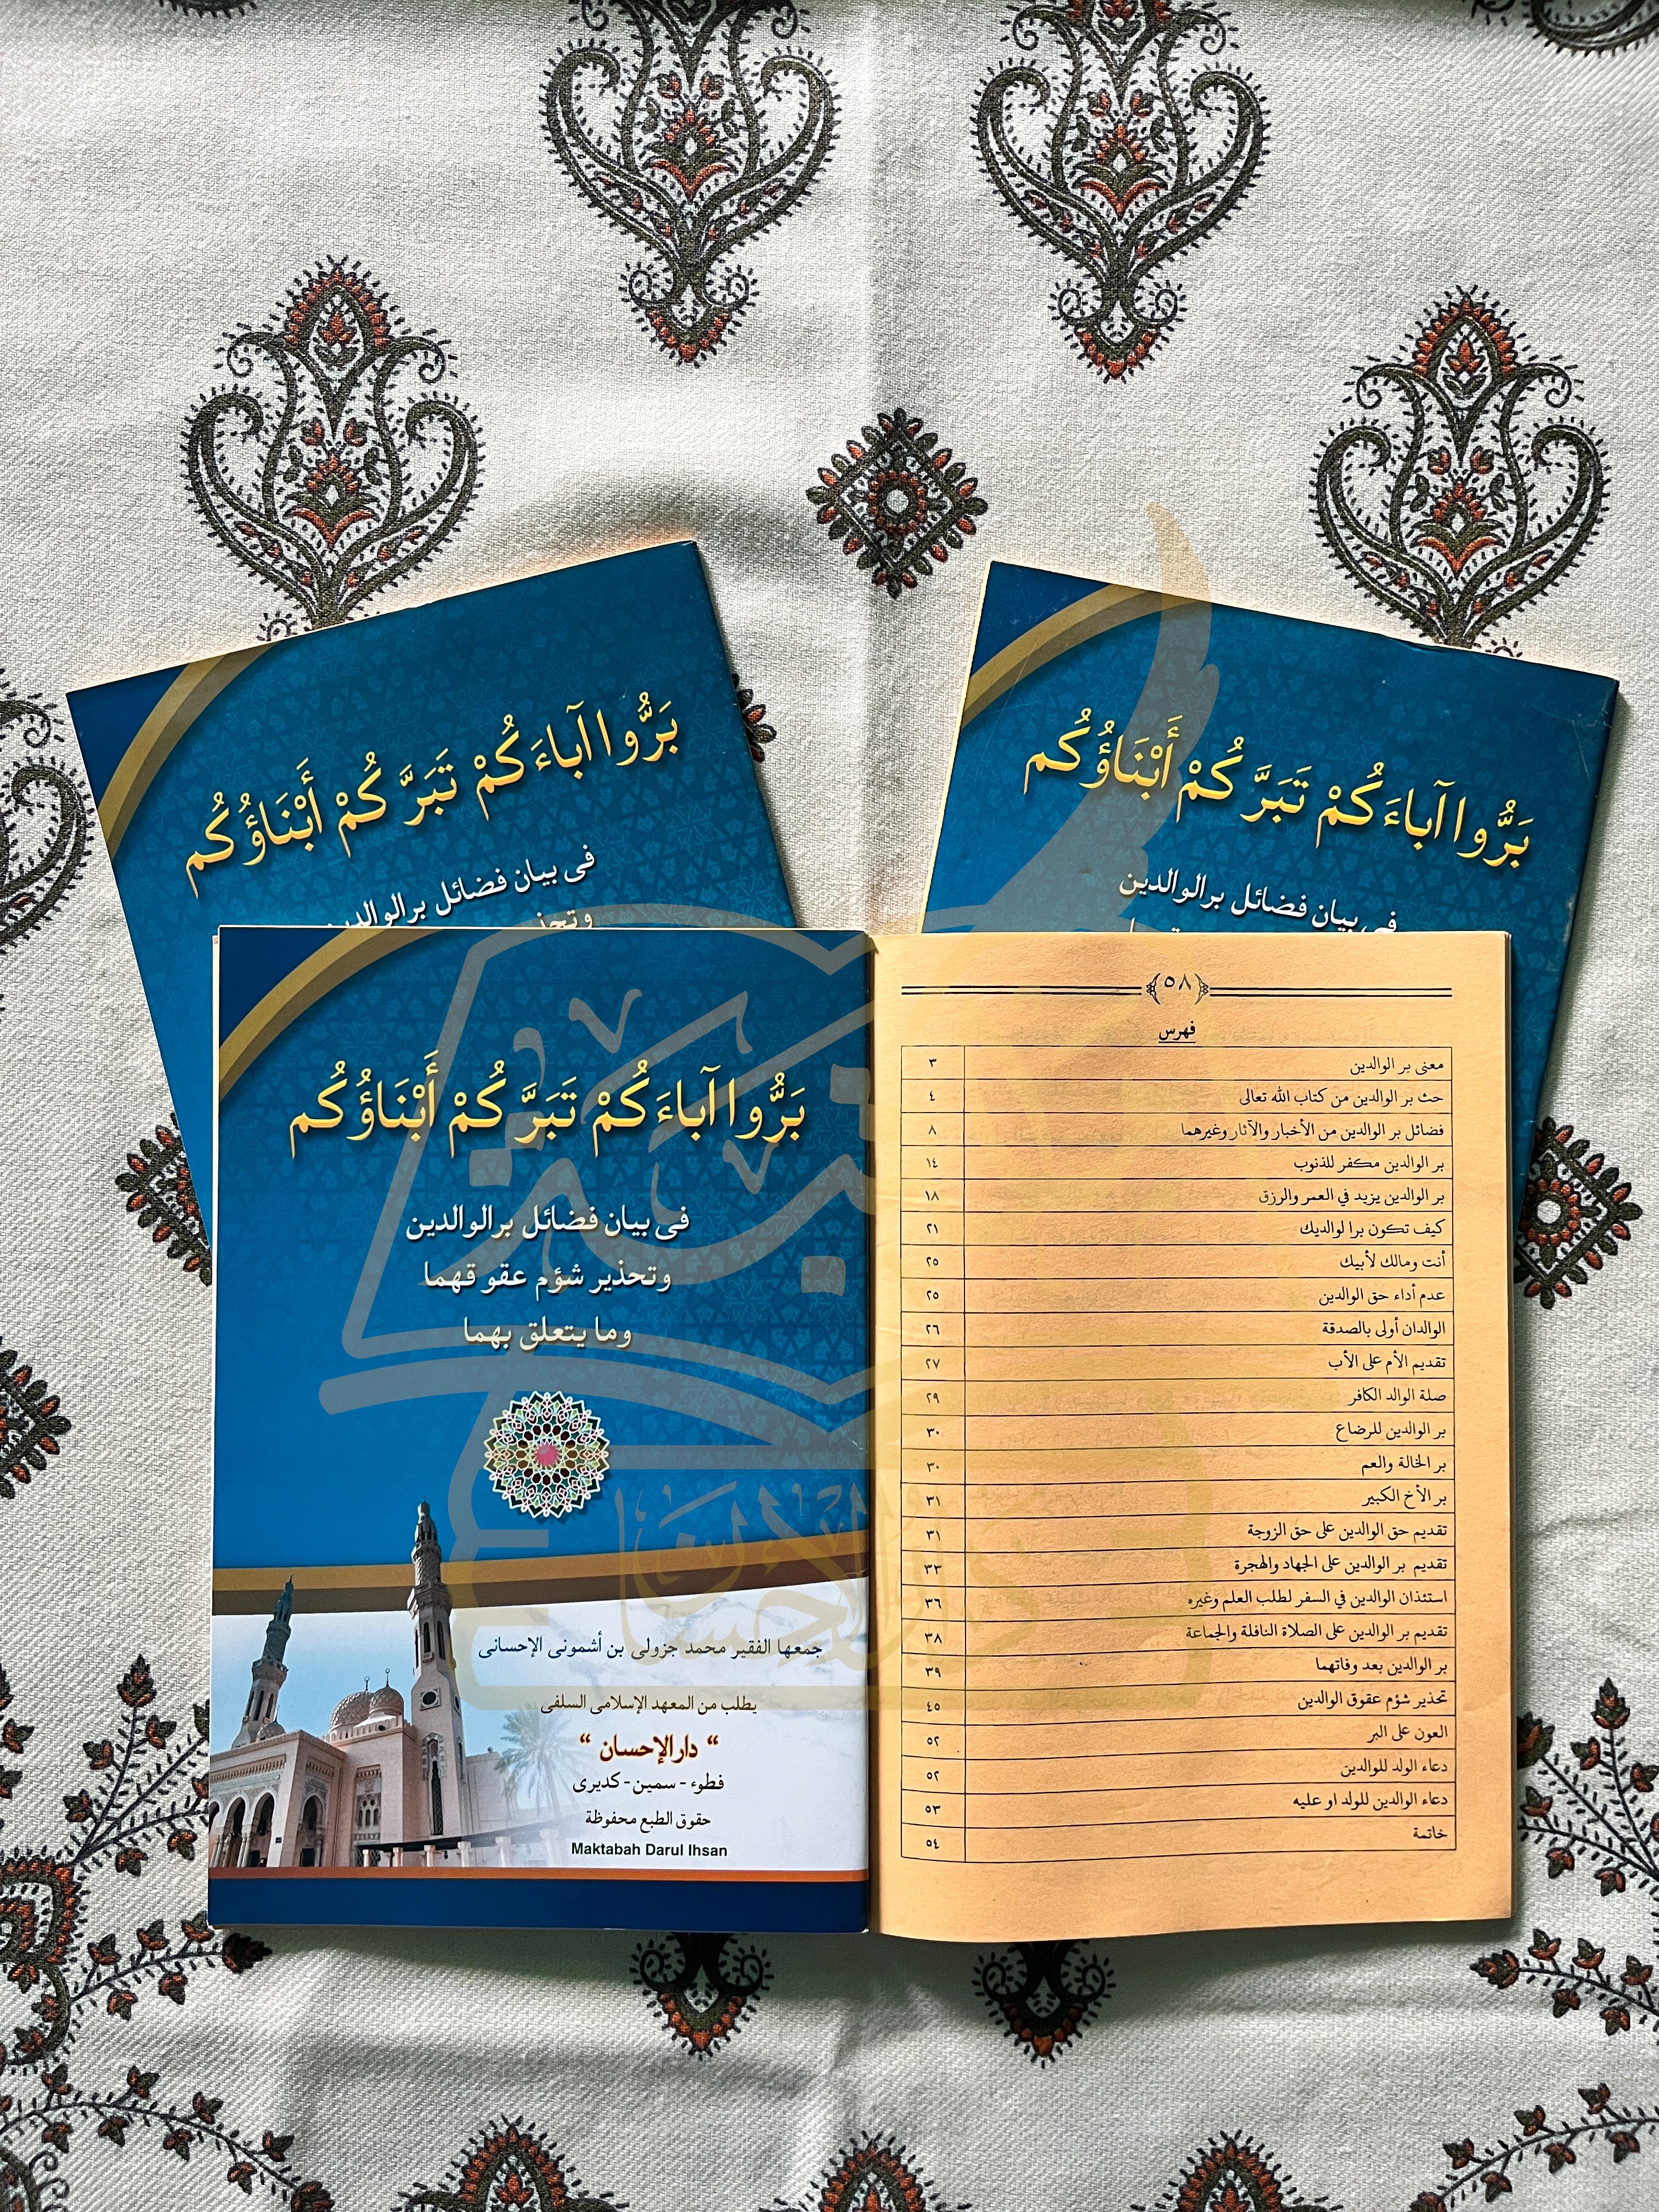 بَرُّوا آباءَكُمْ تَبَرَّكُمْ أَبْنَاؤُكُم
فى بيان فضائل برالوالدين
بَرُّوا آباءَكُمْ تَبَرَّكُمْ أَبْنَاؤُكُم
فى بيان فضائل برالوالدين
بَرُّوا آباءَكُمْ تَبَرَّكُمْ أَبْنَاؤُكُم
فى بيان فضائل برالوالدين
وتحذير شؤم عقوقهما
وما يتعلق بهما
جمعها الفقير محمد جزولى بن أشمونى الإحسانى
يطلب من المعهد الإسلامى السلفى
“ دارالإحسان “
فطوء - سمين - كديرى
حقوق الطبع محفوظة
Maktabah Darul Ihsan
﴿٥٨﴾
فهرس
معنى بر الوالدين ٣
حث بر الوالدين من كتاب الله تعالى ٤
فضائل بر الوالدين من الأخبار والآثار وغيرهما ٨
بر الوالدين مكفر للذنوب ١٤
بر الوالدين يزيد في العمر والرزق ١٨
كيف تكون برا لوالديك ٢١
أنت ومالك لأبيك ٢٥
عدم أداء حق الوالدين ٢٥
الوالدان أولى بالصدقة ٢٦
تقديم الأم على الأب ٢٧
صلة الوالد الكافر ٢٩
بر الوالدين للرضاع ٣٠
بر الخالة والعم ٣٠
بر الأخ الكبير ٣١
تقديم حق الوالدين على حق الزوجة ٣١
تقديم بر الوالدين على الجهاد والهجرة ٣٣
استئذان الوالدين في السفر لطلب العلم وغيره ٣٦
تقديم بر الوالدين على الصلاة النافلة والجماعة ٣٨
بر الوالدين بعد وفاتهما ٣٩
تحذير شؤم عقوق الوالدين ٤٥
العون على البر ٥٢
دعاء الولد للوالدين ٥٢
دعاء الوالدين للولد او عليه ٥٣
خاتمة ٥٤